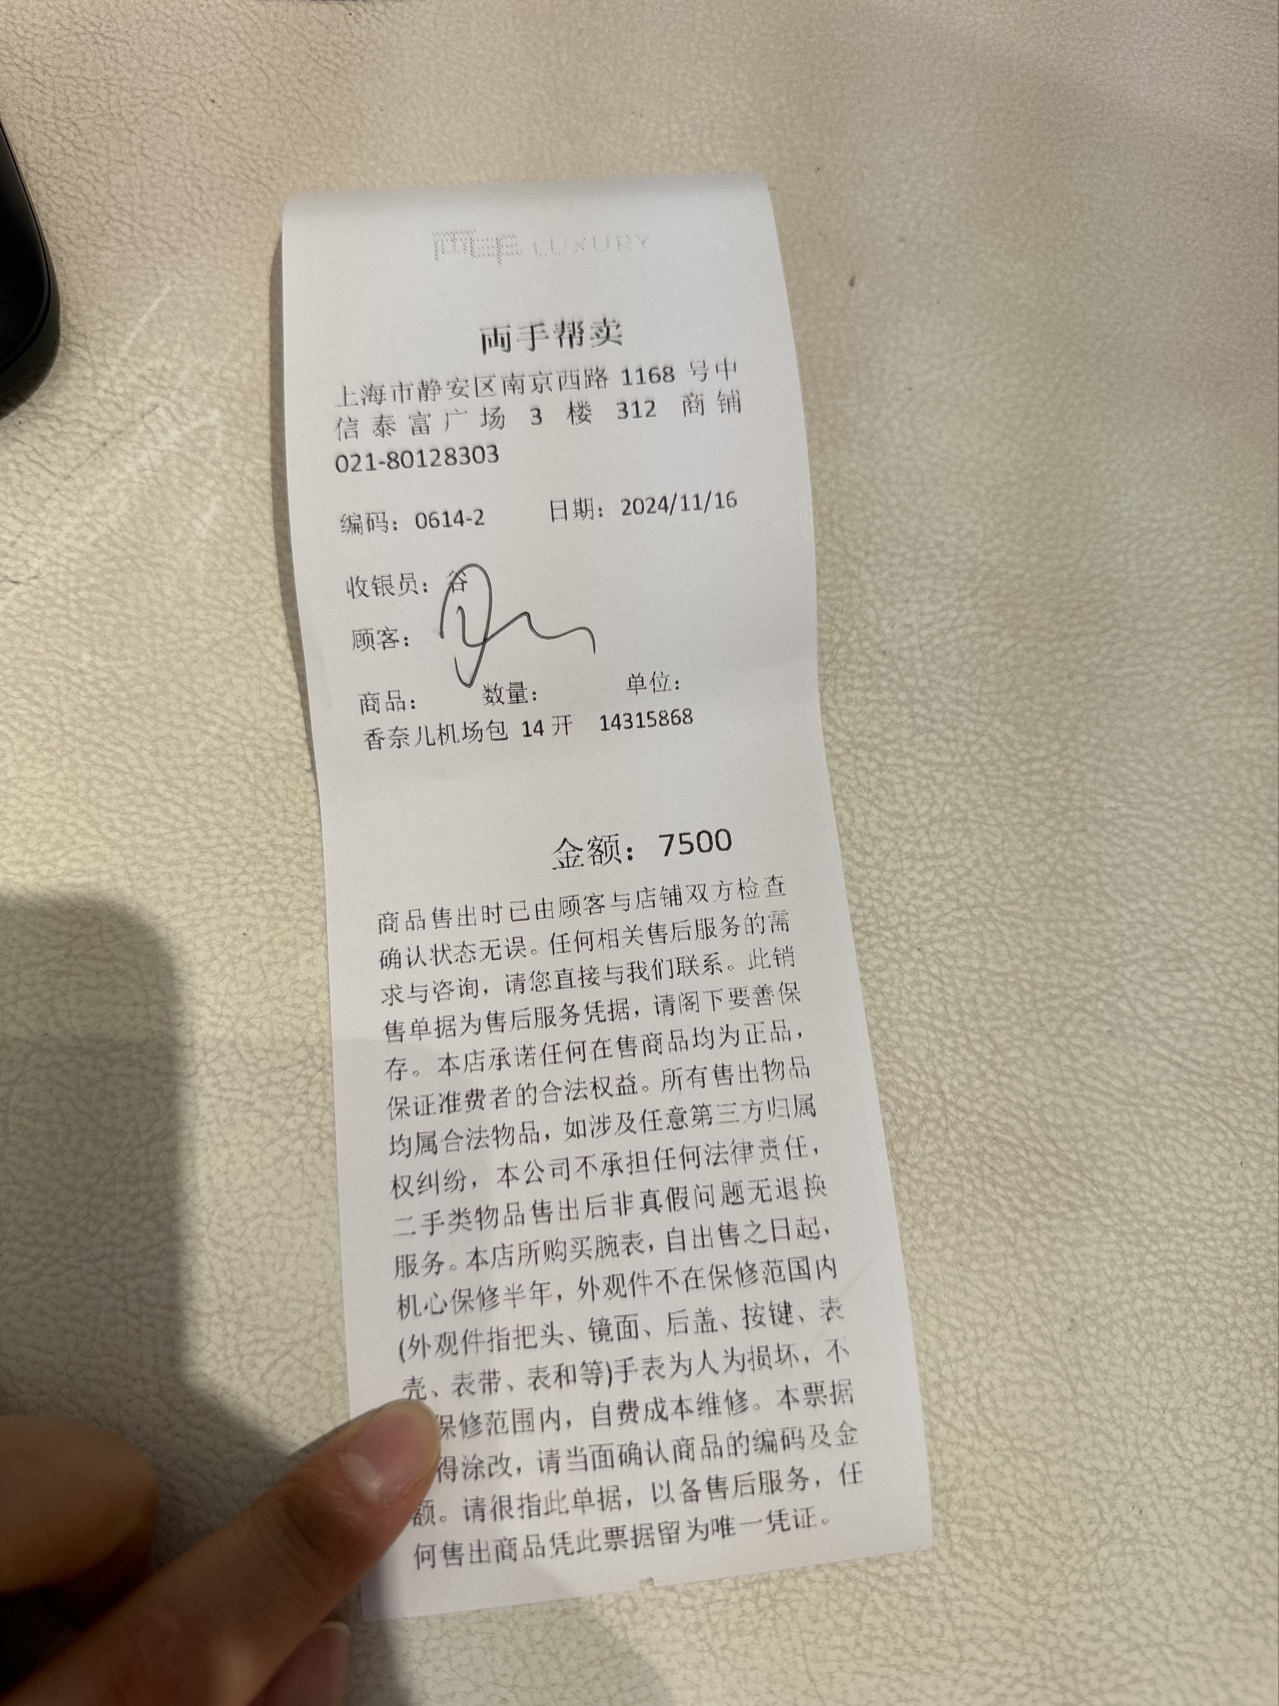 両手 LUXURY
両手帮卖
上海市静安区南京西路 1168 号中
信泰富广场 3 楼 312 商铺
021-80128303
编码：0614-2 日期：2024/11/16
收银员：谷
顾客：
商品： 数量： 单位：
香奈儿机场包 14开 14315868
金额：7500
商品售出时已由顾客与店铺双方检查
确认状态无误。任何相关售后服务的需
求与咨询，请您直接与我们联系。此销
售单据为售后服务凭据，请阁下要善保
存。本店承诺任何在售商品均为正品，
保证准费者的合法权益。所有售出物品
均属合法物品，如涉及任意第三方归属
权纠纷，本公司不承担任何法律责任，
二手类物品售出后非真假问题无退换
服务。本店所购买腕表，自出售之日起，
机心保修半年，外观件不在保修范围内
(外观件指把头、镜面、后盖、按键、表
壳、表带、表和等)手表为人为损坏，不
保修范围内，自费成本维修。本票据
得涂改，请当面确认商品的编码及金
额。请很指此单据，以备售后服务，任
何售出商品凭此票据留为唯一凭证。